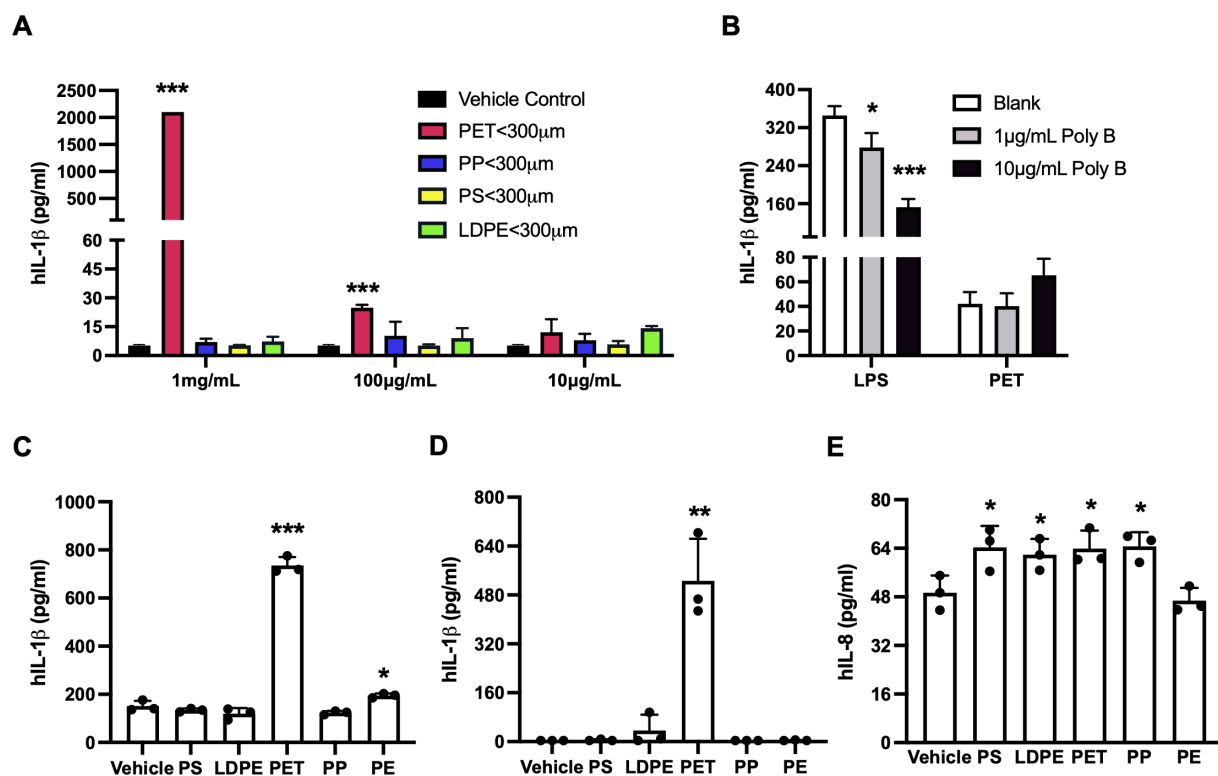 A
hIL-1β (pg/ml)
2500
2000
1500
1000
500
60
45
30
15
0
***
***
1mg/mL
100µg/mL
10µg/mL
Vehicle Control
PET<300µm
PP<300µm
PS<300µm
LDPE<300µm
B
hIL-1β (pg/ml)
400
320
240
160
80
60
40
20
0
*
***
LPS
PET
Blank
1µg/mL Poly B
10µg/mL Poly B
C
hIL-1β (pg/ml)
1000
800
600
400
200
0
***
*
Vehicle PS LDPE PET PP PE
D
hIL-1β (pg/ml)
800
640
480
320
160
0
**
Vehicle PS LDPE PET PP PE
E
hIL-8 (pg/ml)
80
64
48
32
16
0
* * * *
Vehicle PS LDPE PET PP PE